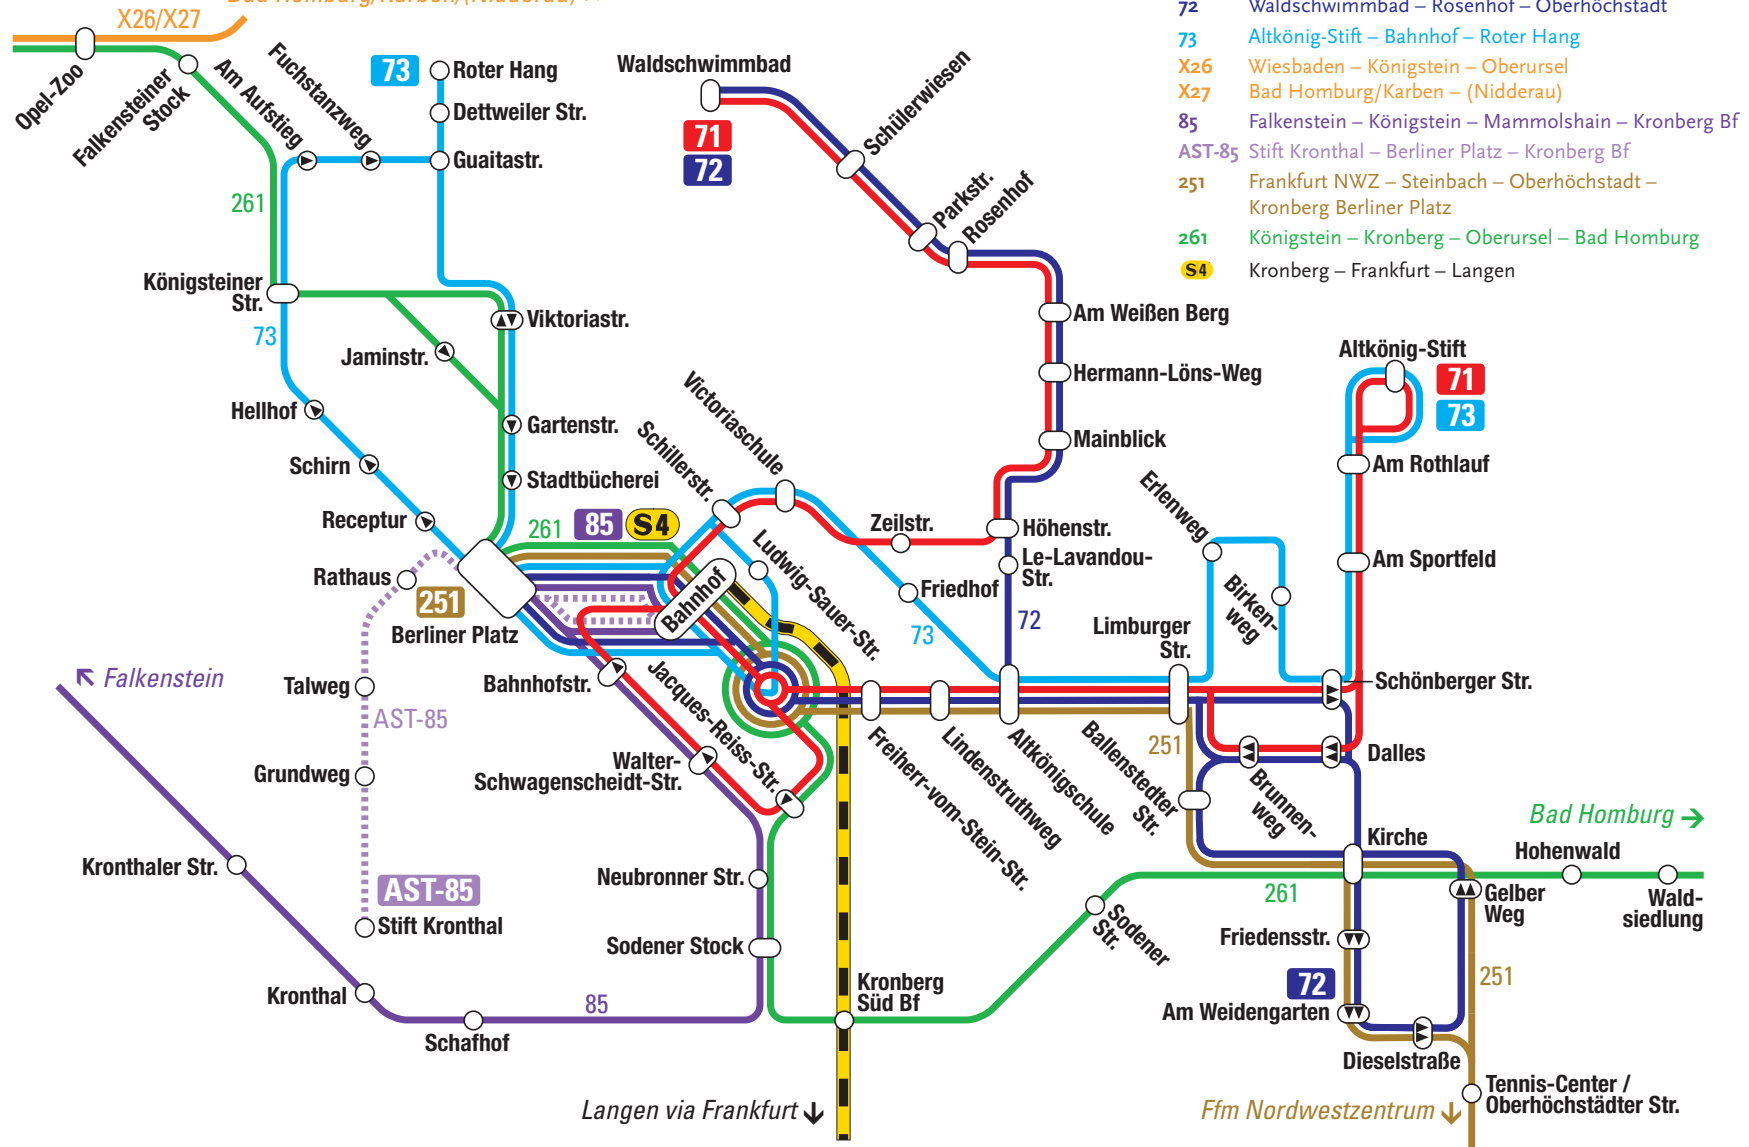 Bad Homburg/Karben/(Nidderau)
X26/X27
Opel-Zoo
Falkensteiner
Stock
Am Aufstieg
Fuchstanzweg
73
Roter Hang
Dettweiler Str.
Guaitastr.
261
Königsteiner
Str.
73
Viktoriastr.
Jaminstr.
Hellhof
Gartenstr.
Schirn
Stadtbücherei
Receptur
261
85
S4
Rathaus
251
Berliner Platz
Bahnhof
Waldschwimmbad
71
72
Schülerwiesen
Parkstr.
Rosenhof
Am Weißen Berg
Hermann-Löns-Weg
Mainblick
Victoriaschule
Schillerstr.
Zeilstr.
Höhenstr.
Le-Lavandou-
Str.
Ludwig-Sauer-Str.
Friedhof
73
72
72
Waldschwimmbad – Rosenhof – Oberhöchstadt
73
Altkönig-Stift – Bahnhof – Roter Hang
X26
Wiesbaden – Königstein – Oberursel
X27
Bad Homburg/Karben – (Nidderau)
85
Falkenstein – Königstein – Mammolshain – Kronberg Bf
AST-85
Stift Kronthal – Berliner Platz – Kronberg Bf
251
Frankfurt NWZ – Steinbach – Oberhöchstadt –
Kronberg Berliner Platz
261
Königstein – Kronberg – Oberursel – Bad Homburg
S4
Kronberg – Frankfurt – Langen
Altkönig-Stift
71
73
Am Rothlauf
Am Sportfeld
Erlenweg
Birken-
weg
Limburger
Str.
Schönberger Str.
Dalles
Brunnen-
weg
251
Ballenstedter
Str.
Altkönigschule
Lindenstruthweg
Freiherr-vom-Stein-Str.
Falkenstein
Talweg
AST-85
Grundweg
AST-85
Stift Kronthal
Bahnhofstr.
Jacques-Reiss-Str.
Walter-
Schwagenscheidt-Str.
Kronthaler Str.
Neubronner Str.
Sodener Stock
Kronthal
85
Schafhof
Kronberg
Süd Bf
Sodener
Str.
261
Kirche
Bad Homburg
Hohenwald
Wald-
siedlung
Gelber
Weg
Friedensstr.
72
251
Am Weidengarten
Dieselstraße
Tennis-Center /
Oberhöchstädter Str.
Langen via Frankfurt
Ffm Nordwestzentrum